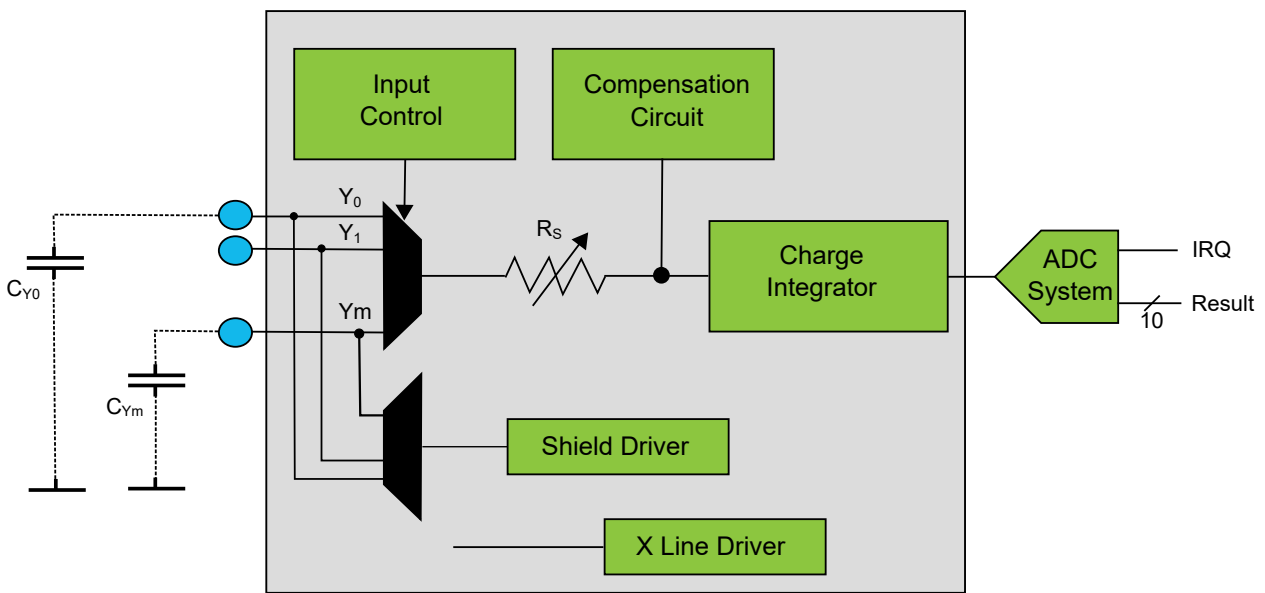 Input
Control
Compensation
Circuit
Y0
Y1
RS
Charge
Integrator
ADC
System
IRQ
Result
10
CY0
Ym
CYm
Shield Driver
X Line Driver